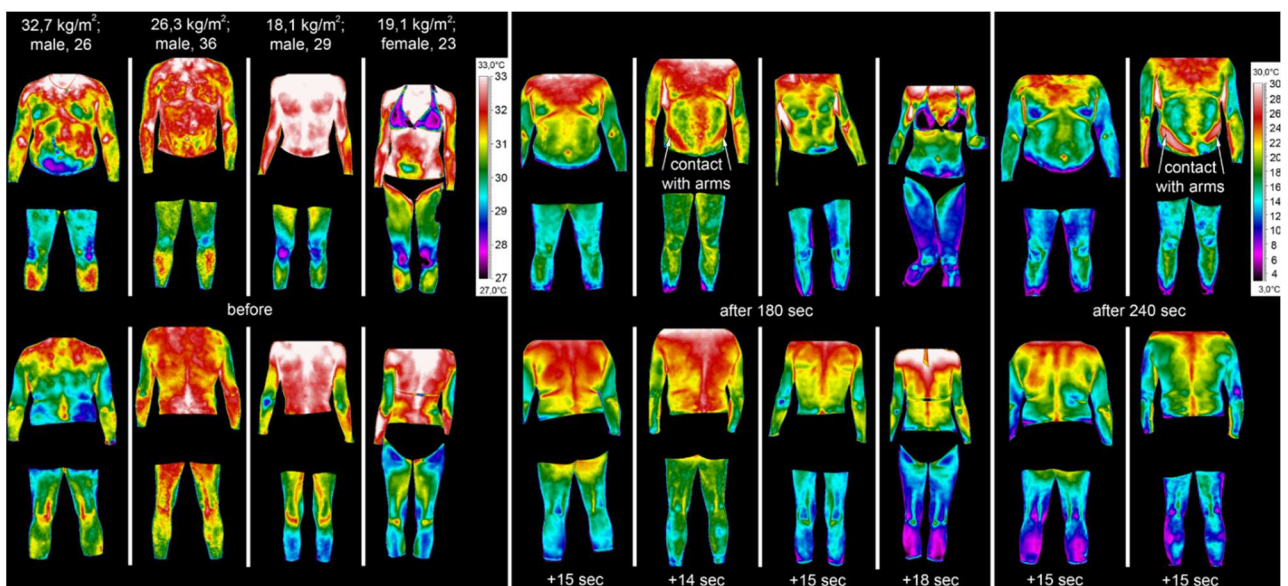 32,7 kg/m²;
male, 26
26,3 kg/m²;
male, 36
18,1 kg/m²;
male, 29
19,1 kg/m²;
female, 23
33,0°C
33
32
31
30
29
28
27
27,0°C
contact
with arms
contact
with arms
30,0°C
30
28
26
24
22
20
18
16
14
12
10
8
6
4
3,0°C
before
after 180 sec
after 240 sec
+15 sec
+14 sec
+15 sec
+18 sec
+15 sec
+15 sec